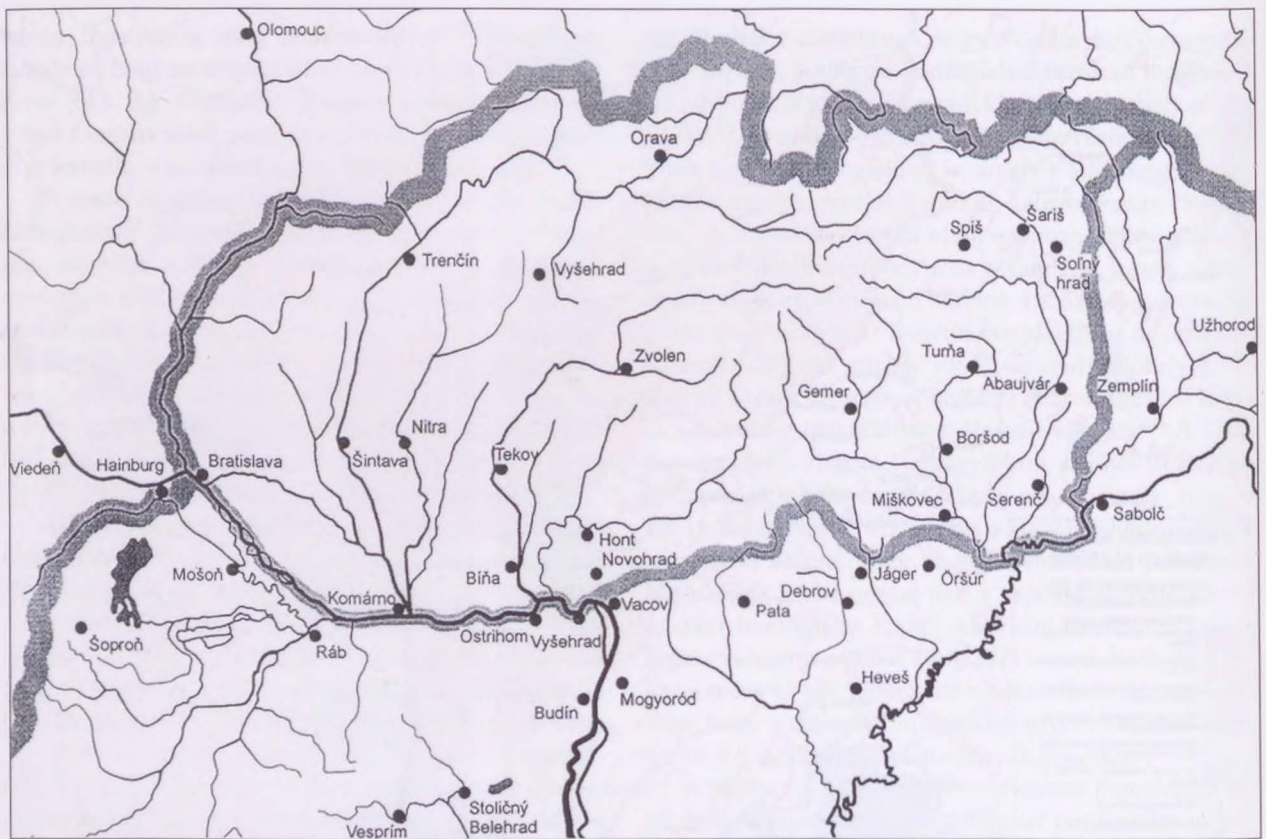 Olomouc
Orava
Trenčín
Vyšehrad
Spiš
Sariš
Soľný
hrad
Užhorod
Zvolen
Turňa
Gemer
Abaujvár
Zemplín
Viedeň
Hainburg
Bratislava
Šintava
Nitra
Tekov
Boršod
Miškovec
Serenč
Sabolč
Hont
Novohrad
Mošoň
Bíňa
Komárno
Jáger
Öršúr
Debrov
Pata
Vacov
Ostrihom
Vyšehrad
Šoproň
Ráb
Heveš
Mogyoród
Budín
Stoličný
Belehrad
Vesprím